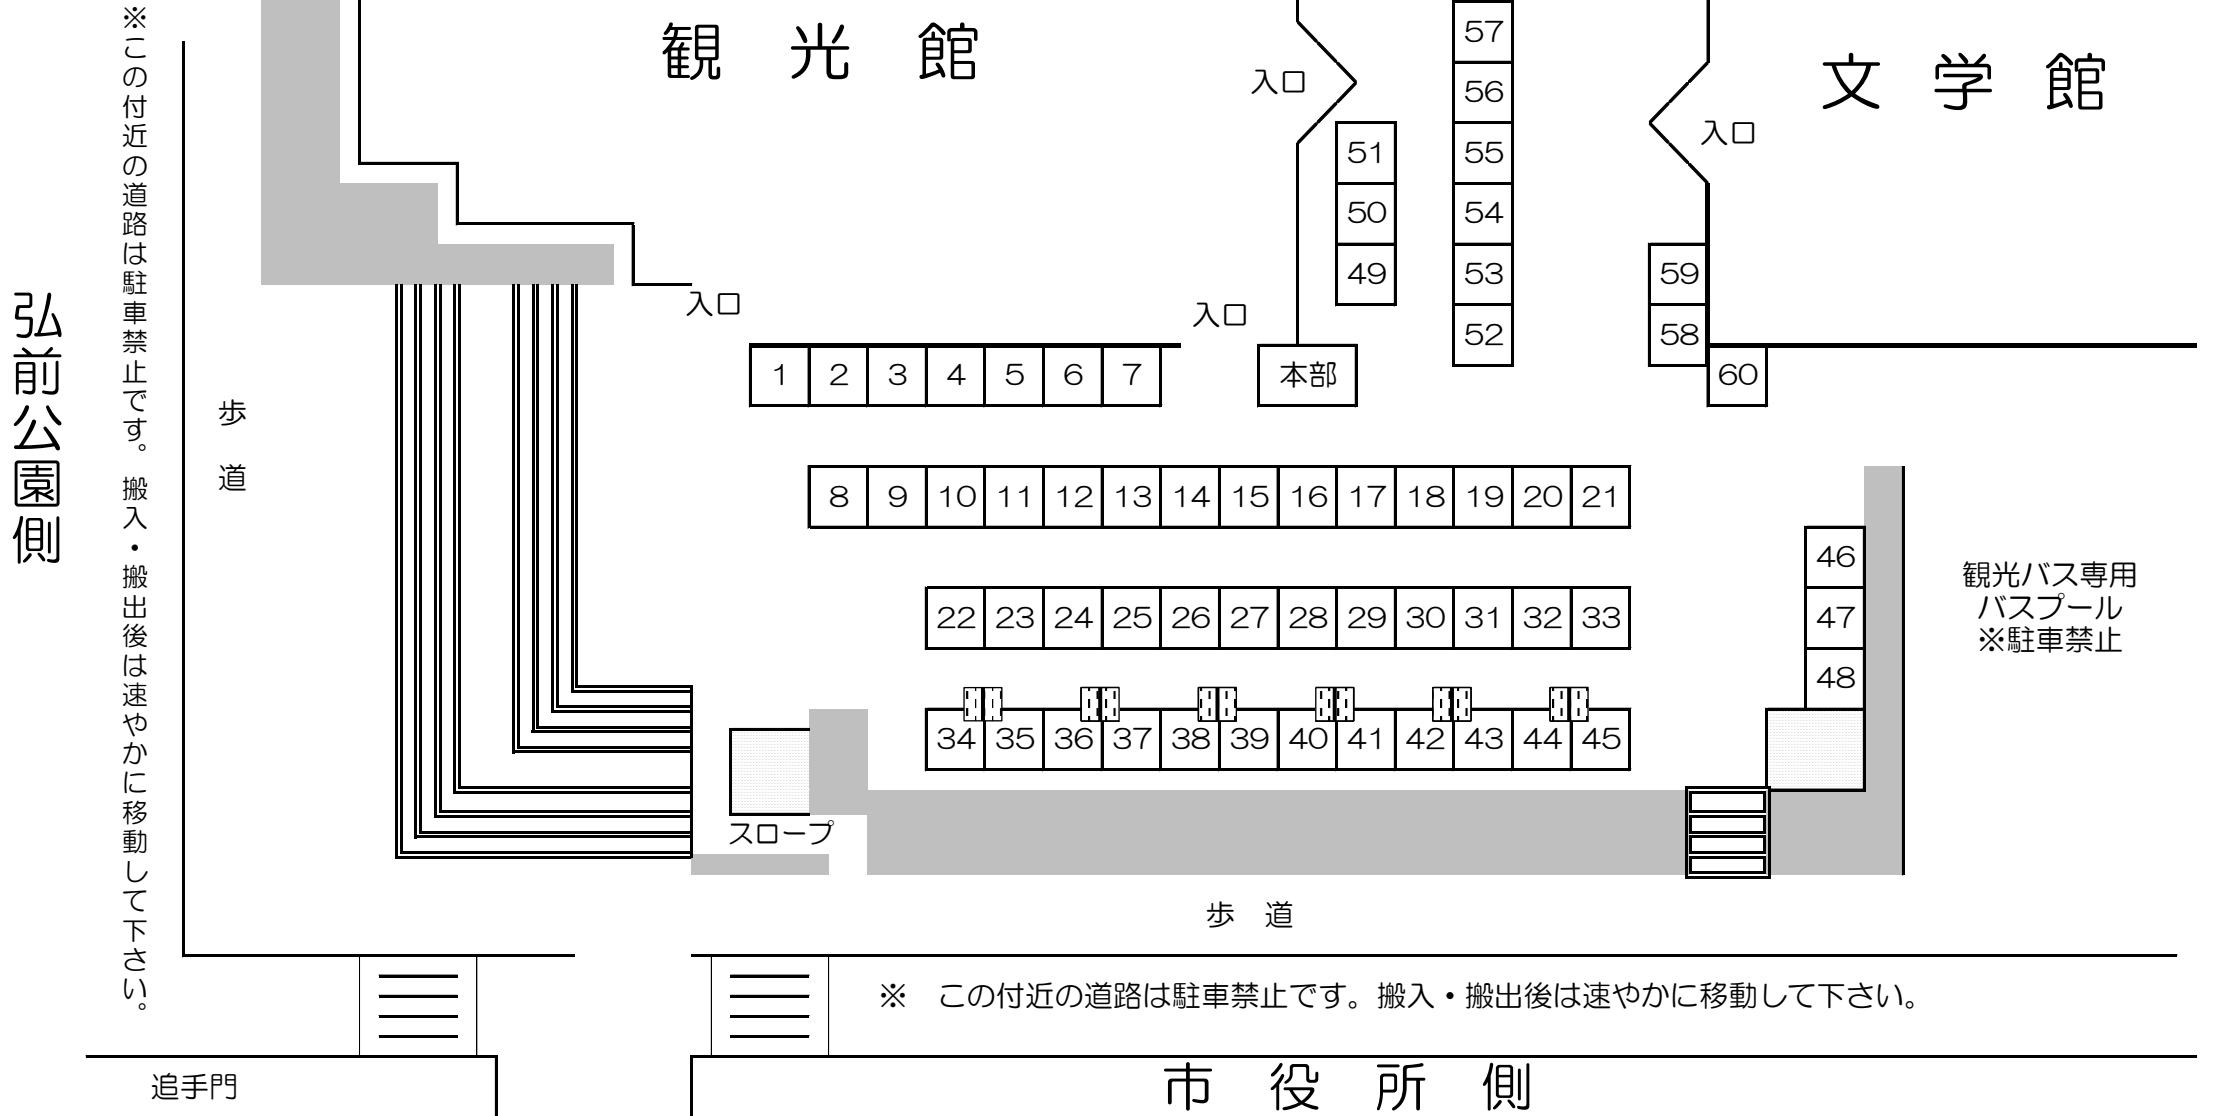 ※この付近の道路は駐車禁止です。搬入・搬出後は速やかに移動して下さい。
弘前公園側
歩道
観光館
文学館
入口
入口
入口
入口
57
56
55
54
53
52
51
50
49
59
58
60
1 2 3 4 5 6 7
本部
8 9 10 11 12 13 14 15 16 17 18 19 20 21
22 23 24 25 26 27 28 29 30 31 32 33
34 35 36 37 38 39 40 41 42 43 44 45
46
47
48
観光バス専用
バスプール
※駐車禁止
スロープ
歩道
※ この付近の道路は駐車禁止です。搬入・搬出後は速やかに移動して下さい。
追手門
市役所側